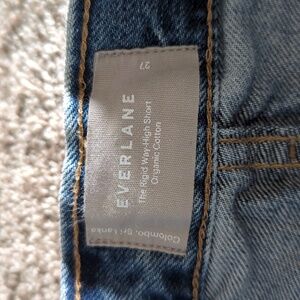 27
EVERLANE
The Rigid Way-High Short
Organic Cotton
Colombo, Sri Lanka